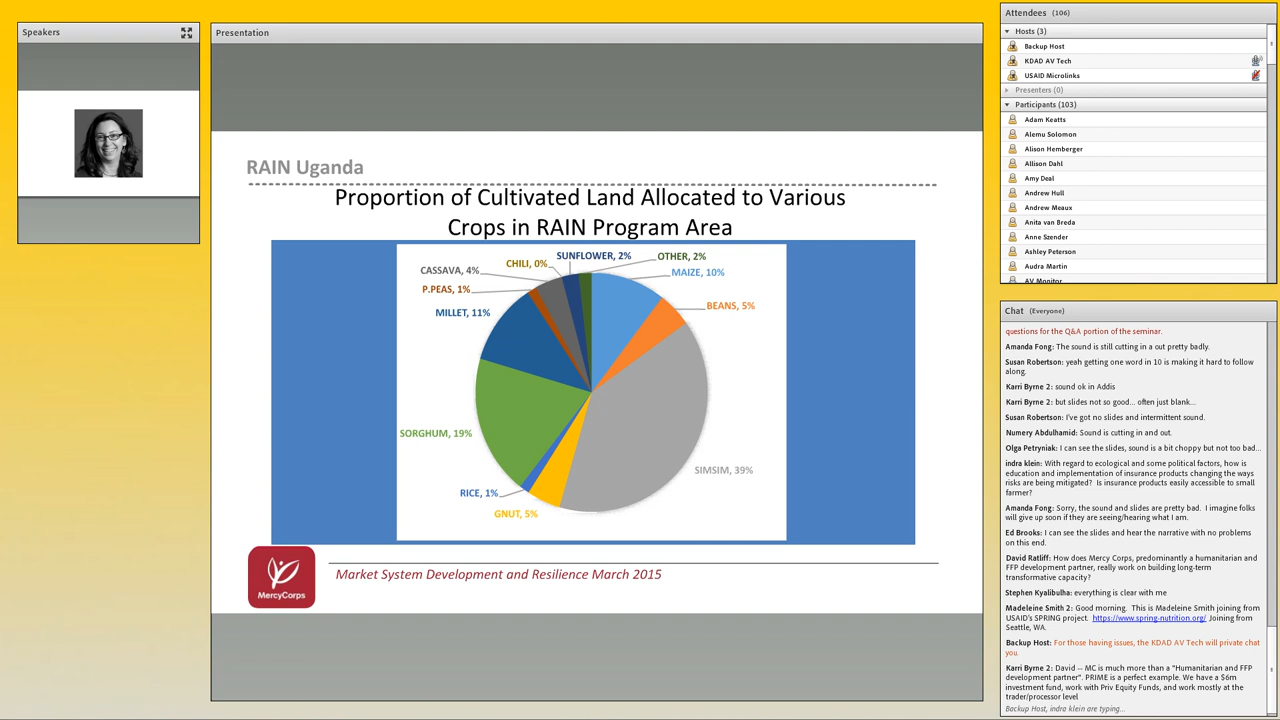 Speakers
Presentation
RAIN Uganda
Proportion of Cultivated Land Allocated to Various
Crops in RAIN Program Area
SUNFLOWER, 2%
OTHER, 2%
CHILI, 0%
CASSAVA, 4%
MAIZE, 10%
P.PEAS, 1%
BEANS, 5%
MILLET, 11%
SORGHUM, 19%
SIMSIM, 39%
RICE, 1%
GNUT, 5%
MercyCorps
Market System Development and Resilience March 2015
Attendees (106)
Hosts (3)
Backup Host
KDAD AV Tech
USAID Microlinks
Presenters (0)
Participants (103)
Adam Keatts
Alemu Solomon
Alison Hemberger
Allison Dahl
Amy Deal
Andrew Hull
Andrew Meaux
Anita van Breda
Anne Szender
Ashley Peterson
Audra Martin
AV Monitor
Chat (Everyone)
questions for the Q&A portion of the seminar.
Amanda Fong: The sound is still cutting in a out pretty badly.
Susan Robertson: yeah getting one word in 10 is making it hard to follow
along.
Karri Byrne 2: sound ok in Addis
Karri Byrne 2: but slides not so good... often just blank...
Susan Robertson: I've got no slides and intermittent sound.
Numery Abdulhamid: Sound is cutting in and out.
Olga Petryniak: I can see the slides, sound is a bit choppy but not too bad...
indra klein: With regard to ecological and some political factors, how is
education and implementation of insurance products changing the ways
risks are being mitigated? Is insurance products easily accessible to small
farmer?
Amanda Fong: Sorry, the sound and slides are pretty bad. I imagine folks
will give up soon if they are seeing/hearing what I am.
Ed Brooks: I can see the slides and hear the narrative with no problems
on this end.
David Ratliff: How does Mercy Corps, predominantly a humanitarian and
FFP development partner, really work on building long-term
transformative capacity?
Stephen Kyalibulha: everything is clear with me
Madeleine Smith 2: Good morning. This is Madeleine Smith joining from
USAID's SPRING project. https://www.spring-nutrition.org/ Joining from
Seattle, WA.
Backup Host: For those having issues, the KDAD AV Tech will private chat
you.
Karri Byrne 2: David -- MC is much more than a "Humanitarian and FFP
development partner". PRIME is a perfect example. We have a $6m
investment fund, work with Priv Equity Funds, and work mostly at the
trader/processor level
Backup Host, indra klein are typing...